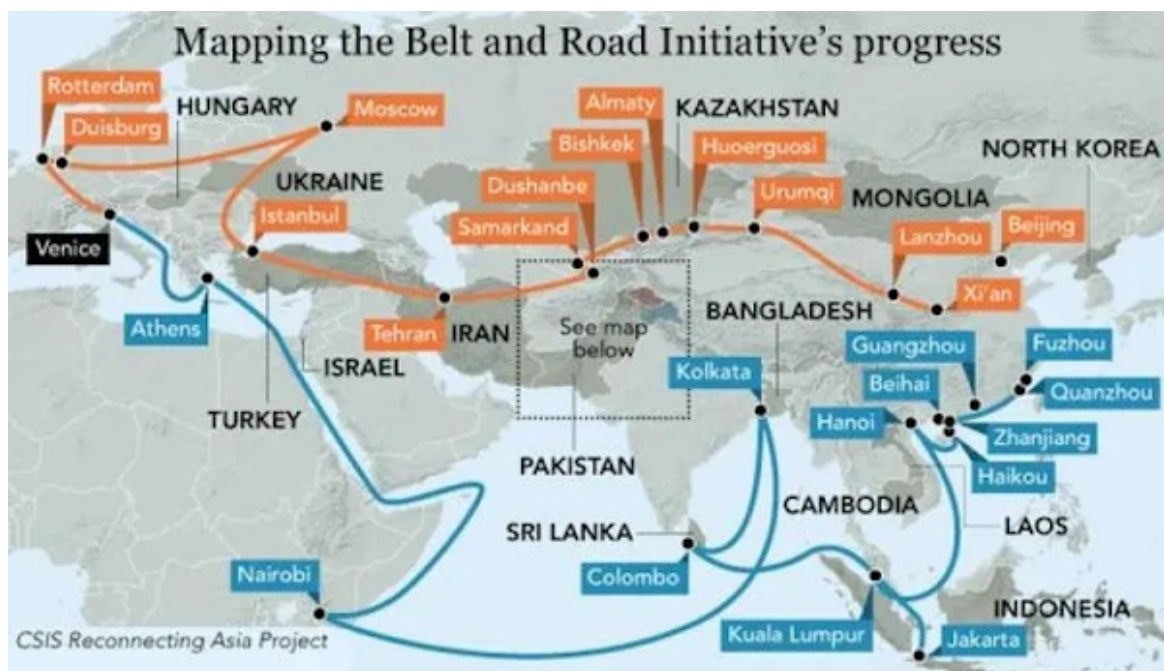 Mapping the Belt and Road Initiative's progress
Rotterdam
Duisburg
HUNGARY
Moscow
Almaty
KAZAKHSTAN
Bishkek
Huoerguosi
NORTH KOREA
UKRAINE
Dushanbe
Urumqi
MONGOLIA
Istanbul
Samarkand
Lanzhou
Beijing
Venice
Xi'an
Athens
Tehran
IRAN
See map
below
BANGLADESH
ISRAEL
Kolkata
Guangzhou
Fuzhou
Beihai
Quanzhou
TURKEY
Hanoi
Zhanjiang
PAKISTAN
Haikou
SRI LANKA
CAMBODIA
LAOS
Nairobi
Colombo
INDONESIA
Kuala Lumpur
Jakarta
CSIS Reconnecting Asia Project